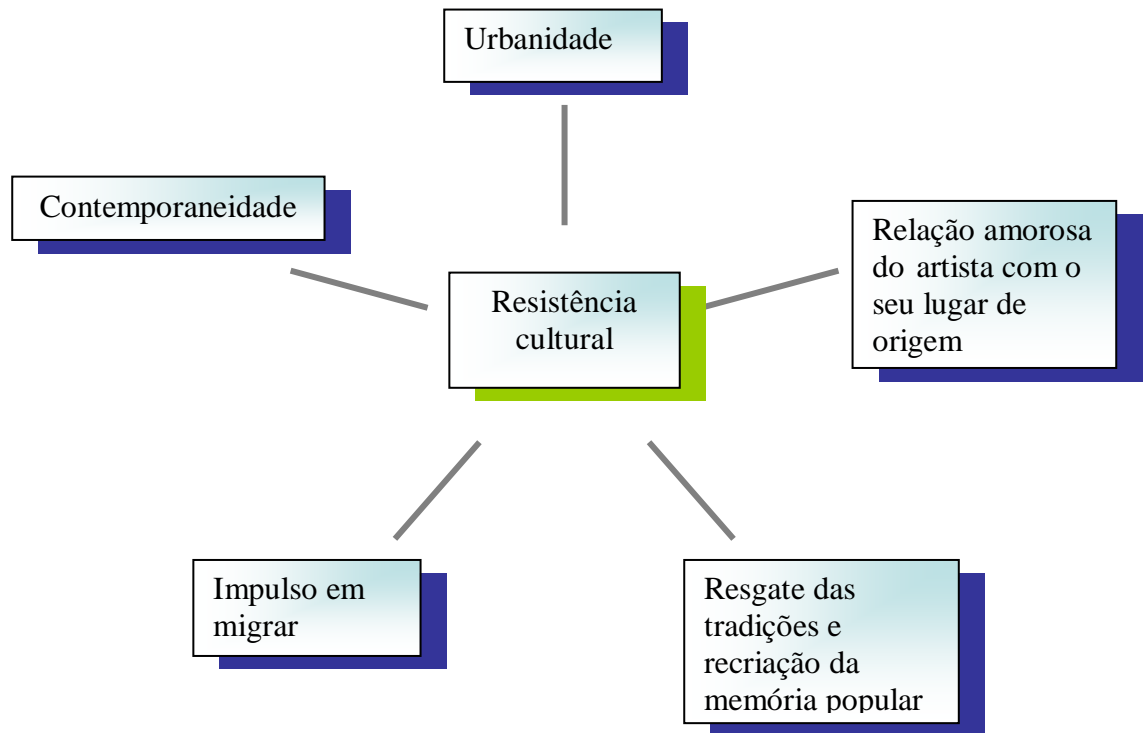 Urbanidade
Contemporaneidade
Relação amorosa
do artista com o
seu lugar de
origem
Resistência
cultural
Impulso em
migrar
Resgate das
tradições e
recriação da
memória popular